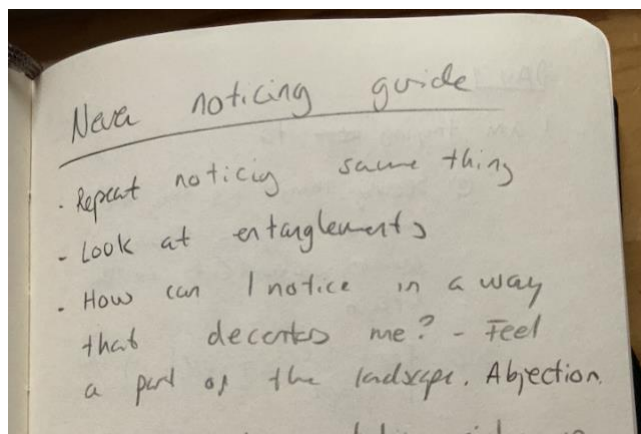 Neva noticing guide
· Repeat noticing same thing
- Look at entanglements
· How can I notice in a way
that decentres me? - Feel
a part of the landscape. Abjection.